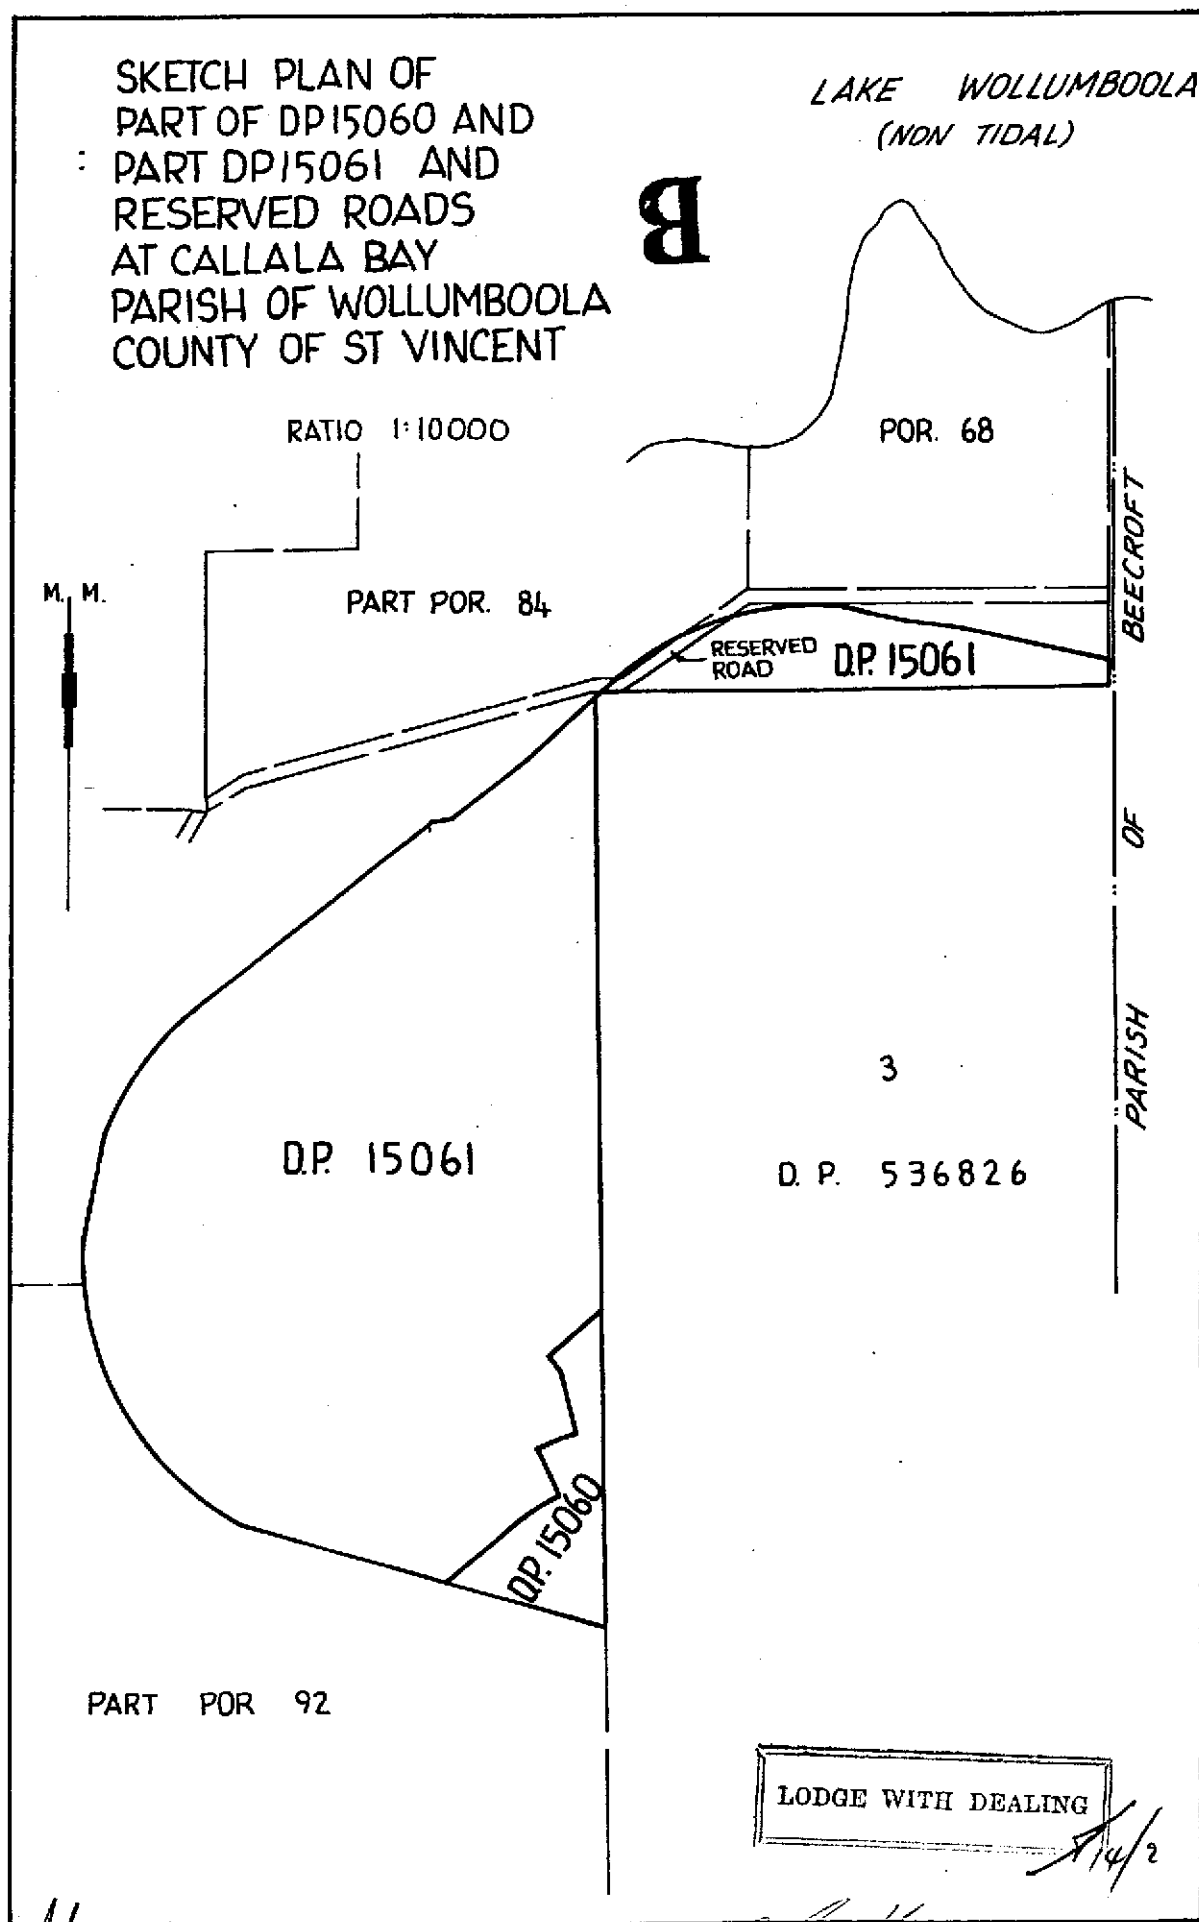 SKETCH PLAN OF
PART OF DP15060 AND
PART DP15061 AND
RESERVED ROADS
AT CALLALA BAY
PARISH OF WOLLUMBOOLA
COUNTY OF ST VINCENT
RATIO 1:10000
LAKE WOLLUMBOOLA
(NON TIDAL)
B
POR. 68
M. M.
PART POR. 84
RESERVED
ROAD
D.P. 15061
PARISH OF BEECROFT
3
D.P. 15061
D. P. 536826
D.P. 15060
PART POR 92
LODGE WITH DEALING
14/2